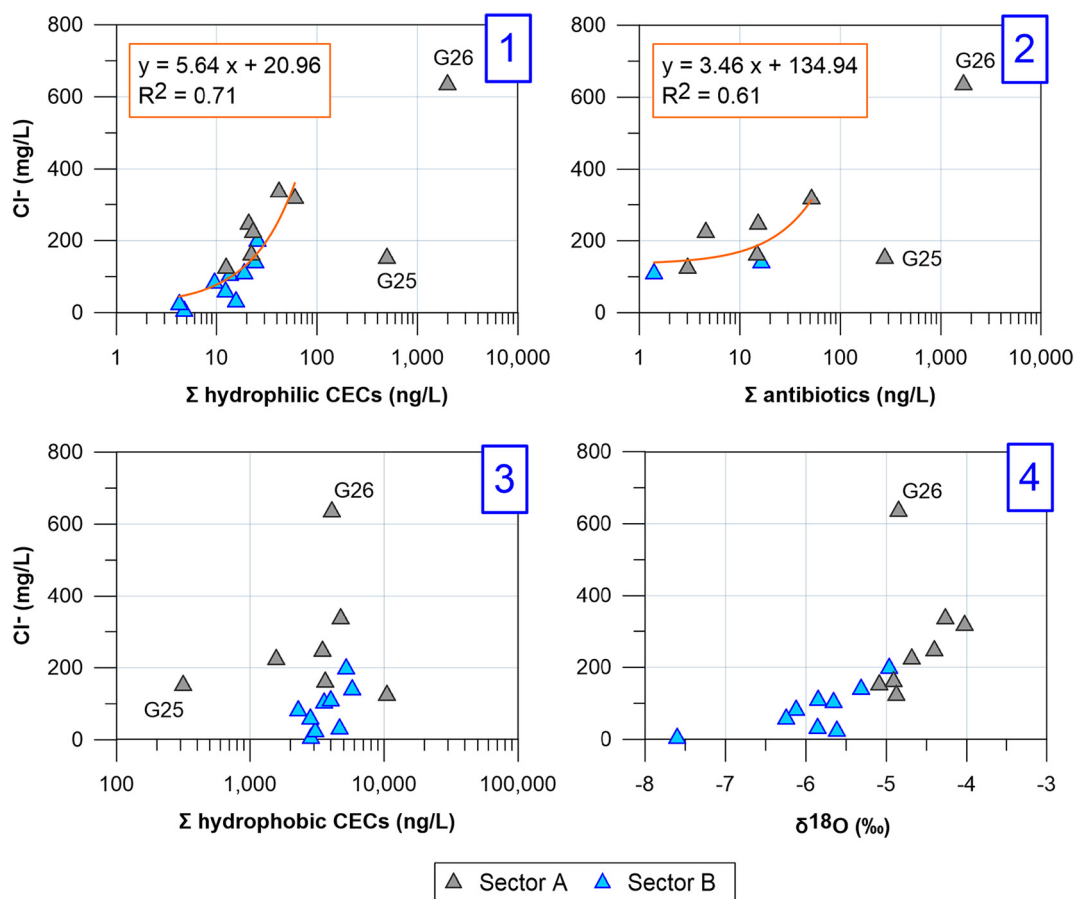 800
600
400
200
0
Cl- (mg/L)
y = 5.64 x + 20.96
R2 = 0.71
1
G26
G25
1
10
100
1,000
10,000
Σ hydrophilic CECs (ng/L)
800
600
400
200
0
y = 3.46 x + 134.94
R2 = 0.61
2
G26
G25
1
10
100
1,000
10,000
Σ antibiotics (ng/L)
800
600
400
200
0
Cl- (mg/L)
3
G26
G25
100
1,000
10,000
100,000
Σ hydrophobic CECs (ng/L)
800
600
400
200
0
4
G26
-8
-7
-6
-5
-4
-3
δ18O (‰)
Sector A
Sector B